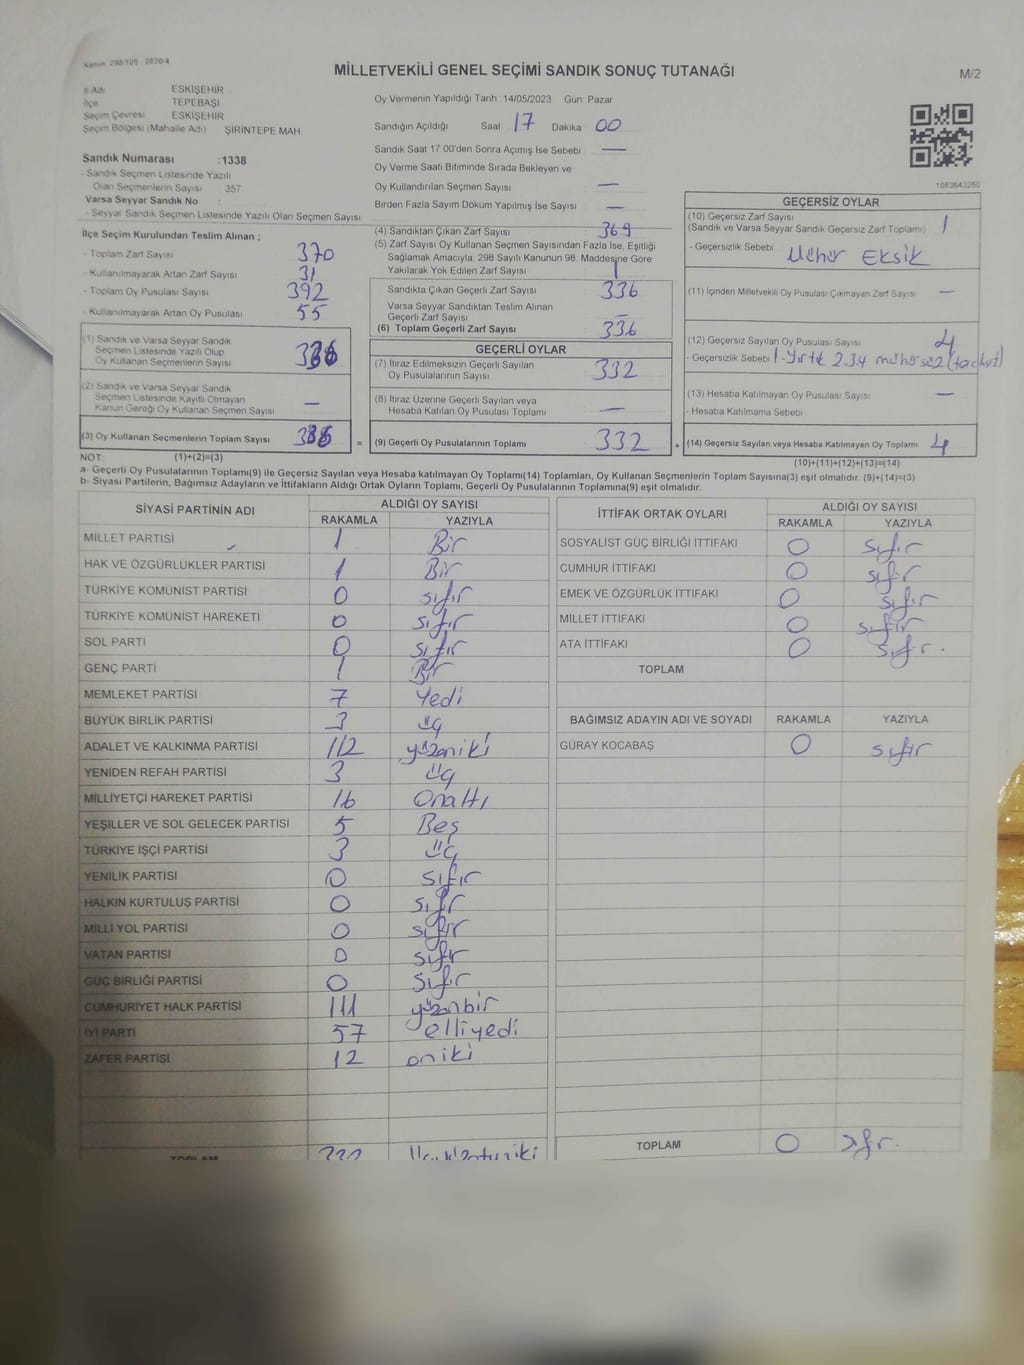 Kanun 298/105 2839/4
MİLLETVEKİLİ GENEL SEÇİMİ SANDIK SONUÇ TUTANAĞI
M/2
İl Adı ESKİŞEHİR
İlçe TEPEBAŞI
Seçim Çevresi ESKİŞEHİR
Seçim Bölgesi (Mahalle Adı) ŞİRİNTEPE MAH.
Sandık Numarası :1338
- Sandık Seçmen Listesinde Yazılı
Olan Seçmenlerin Sayısı : 357
Varsa Seyyar Sandık No :
- Seyyar Sandık Seçmen Listesinde Yazılı Olan Seçmen Sayısı
Oy Vermenin Yapıldığı Tarih 14/05/2023 Gün: Pazar
Sandığın Açıldığı Saat 17 Dakika 00
Sandık Saat 17:00'den Sonra Açımış İse Sebebi —
Oy Verme Saati Bitiminde Sırada Bekleyen ve
Oy Kullandırılan Seçmen Sayısı —
Birden Fazla Sayım Döküm Yapılmış İse Sayısı —
1083643260
İlçe Seçim Kurulundan Teslim Alınan ;
- Toplam Zarf Sayısı 370
- Kullanılmayarak Artan Zarf Sayısı 31
- Toplam Oy Pusulası Sayısı 392
- Kullanılmayarak Artan Oy Pusulası 55
(1) Sandık ve Varsa Seyyar Sandık
Seçmen Listesinde Yazılı Olup
Oy Kullanan Seçmenlerin Sayısı
(2) Sandık ve Varsa Seyyar Sandık
Seçmen Listesinde Kayıtlı Olmayan
Kanun Gereği Oy Kullanan Seçmen Sayısı —
(3) Oy Kullanan Seçmenlerin Toplam Sayısı =
(4) Sandıktan Çıkan Zarf Sayısı 369
(5) Zarf Sayısı Oy Kullanan Seçmen Sayısından Fazla İse, Eşitliği
Sağlamak Amacıyla, 298 Sayılı Kanunun 98. Maddesine Göre
Yakılarak Yok Edilen Zarf Sayısı 1
Sandıkta Çıkan Geçerli Zarf Sayısı 336
Varsa Seyyar Sandıktan Teslim Alınan
Geçerli Zarf Sayısı —
(6) Toplam Geçerli Zarf Sayısı 336
GEÇERLİ OYLAR
(7) İtiraz Edilmeksizin Geçerli Sayılan
Oy Pusulalarının Sayısı 332
(8) İtiraz Üzerine Geçerli Sayılan veya
Hesaba Katılan Oy Pusulası Toplamı —
(9) Geçerli Oy Pusulalarının Toplamı 332 +
GEÇERSİZ OYLAR
(10) Geçersiz Zarf Sayısı 1
(Sandık ve Varsa Seyyar Sandık Geçersiz Zarf Toplamı)
- Geçersizlik Sebebi Mühür Eksik
(11) İçinden Milletvekili Oy Pusulası Çıkmayan Zarf Sayısı —
(12) Geçersiz Sayılan Oy Pusulası Sayısı 4
- Geçersizlik Sebebi 1-Yırtık 2.3.4
(13) Hesaba Katılmayan Oy Pusulası Sayısı —
- Hesaba Katılmama Sebebi
(14) Geçersiz Sayılan veya Hesaba Katılmayan Oy Toplamı 4
NOT: (1)+(2)=(3)
(10)+(11)+(12)+(13)=(14)
a- Geçerli Oy Pusulalarının Toplamı(9) ile Geçersiz Sayılan veya Hesaba katılmayan Oy Toplamı(14) Toplamları, Oy Kullanan Seçmenlerin Toplam Sayısına(3) eşit olmalıdır. (9)+(14)=(3)
b- Siyasi Partilerin, Bağımsız Adayların ve İttifakların Aldığı Ortak Oyların Toplamı, Geçerli Oy Pusulalarının Toplamına(9) eşit olmalıdır.
SİYASİ PARTİNİN ADI ALDIĞI OY SAYISI
RAKAMLA YAZIYLA
MİLLET PARTİSİ 1 Bir
HAK VE ÖZGÜRLÜKLER PARTİSİ 1 Bir
TÜRKİYE KOMÜNİST PARTİSİ 0 sıfır
TÜRKİYE KOMÜNİST HAREKETİ 0 sıfır
SOL PARTİ 0 sıfır
GENÇ PARTİ 1 Bir
MEMLEKET PARTİSİ 7 Yedi
BÜYÜK BİRLİK PARTİSİ 3 üç
ADALET VE KALKINMA PARTİSİ 112 yüzoniki
YENİDEN REFAH PARTİSİ 3 üç
MİLLİYETÇİ HAREKET PARTİSİ 16 Onaltı
YEŞİLLER VE SOL GELECEK PARTİSİ 5 Beş
TÜRKİYE İŞÇİ PARTİSİ 3 üç
YENİLİK PARTİSİ 0 sıfır
HALKIN KURTULUŞ PARTİSİ 0 sıfır
MİLLİ YOL PARTİSİ 0 sıfır
VATAN PARTİSİ 0 sıfır
GÜÇ BİRLİĞİ PARTİSİ 0 sıfır
CUMHURİYET HALK PARTİSİ 111 yüzonbir
İYİ PARTİ 57 elliyedi
ZAFER PARTİSİ 12 oniki
TOPLAM 332
İTTİFAK ORTAK OYLARI ALDIĞI OY SAYISI
RAKAMLA YAZIYLA
SOSYALİST GÜÇ BİRLİĞİ İTTİFAKI 0 sıfır
CUMHUR İTTİFAKI 0 sıfır
EMEK VE ÖZGÜRLÜK İTTİFAKI 0 sıfır
MİLLET İTTİFAKI 0 sıfır
ATA İTTİFAKI 0 sıfır.
TOPLAM
BAĞIMSIZ ADAYIN ADI VE SOYADI RAKAMLA YAZIYLA
GÜRAY KOCABAŞ 0 sıfır
TOPLAM 0 sıfır.